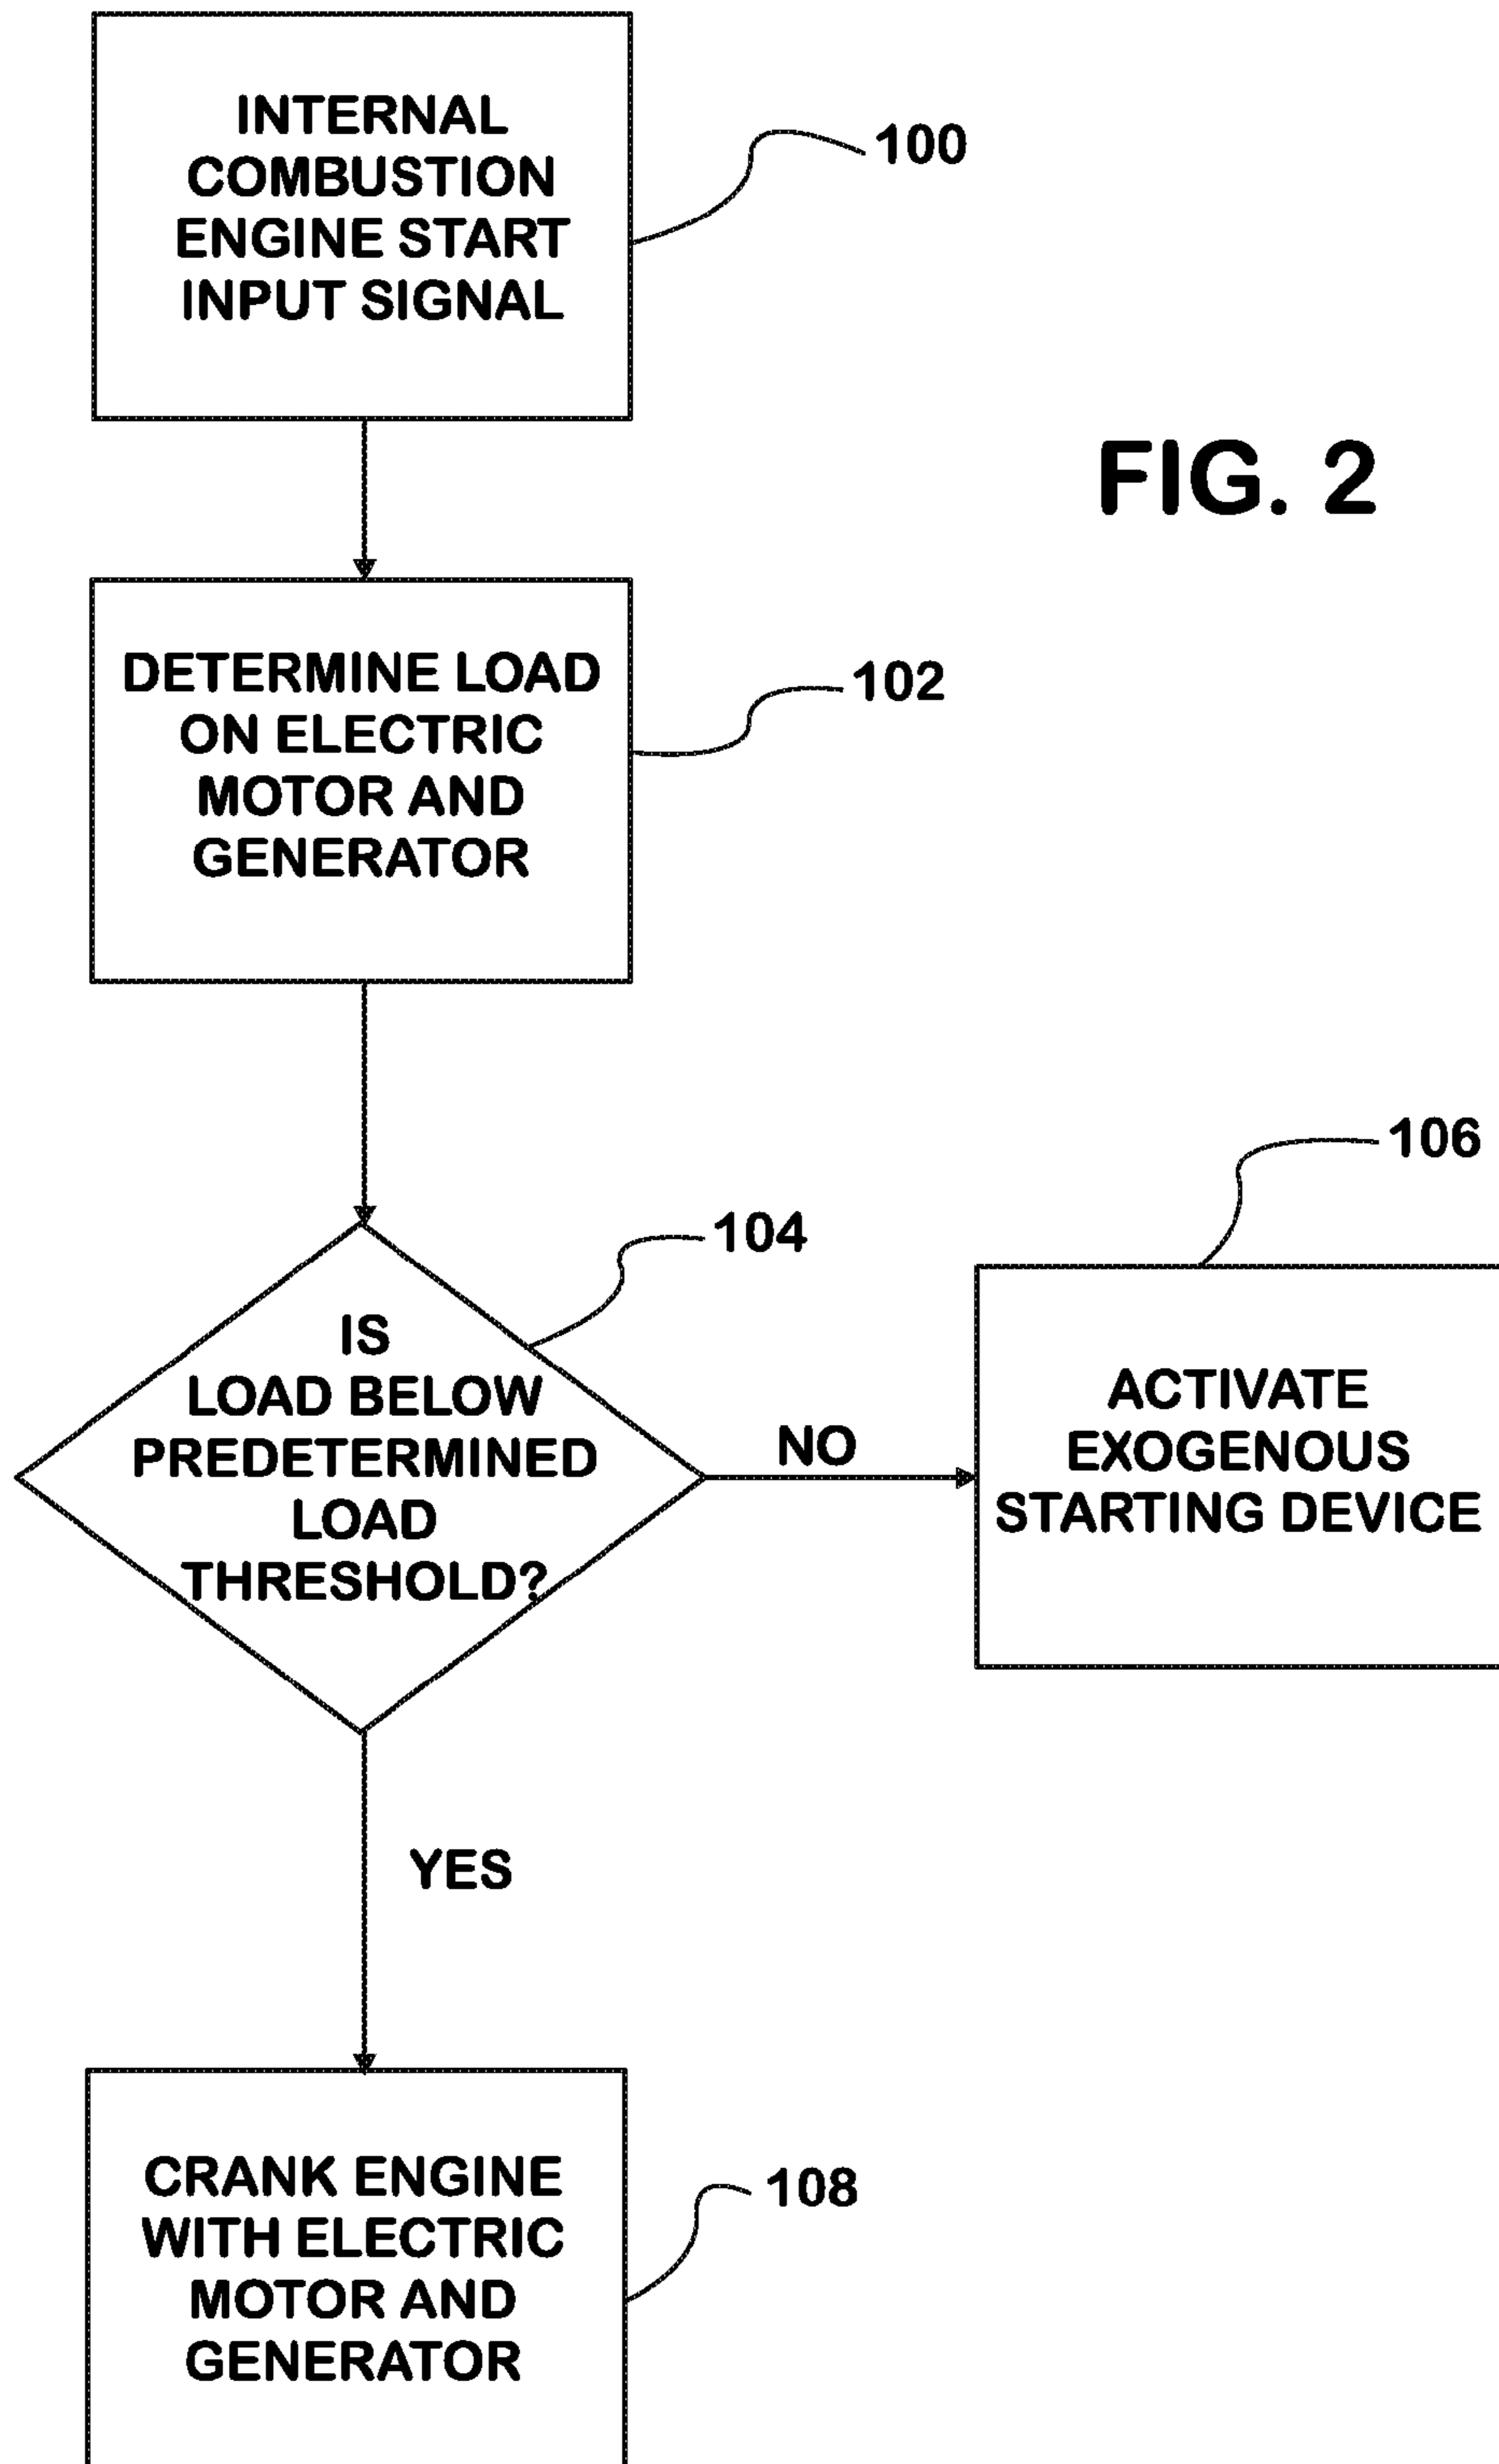 INTERNAL
COMBUSTION
ENGINE START
INPUT SIGNAL
100
FIG. 2
DETERMINE LOAD
ON ELECTRIC
MOTOR AND
GENERATOR
102
104
IS
LOAD BELOW
PREDETERMINED
LOAD
THRESHOLD?
NO
106
ACTIVATE
EXOGENOUS
STARTING DEVICE
YES
CRANK ENGINE
WITH ELECTRIC
MOTOR AND
GENERATOR
108